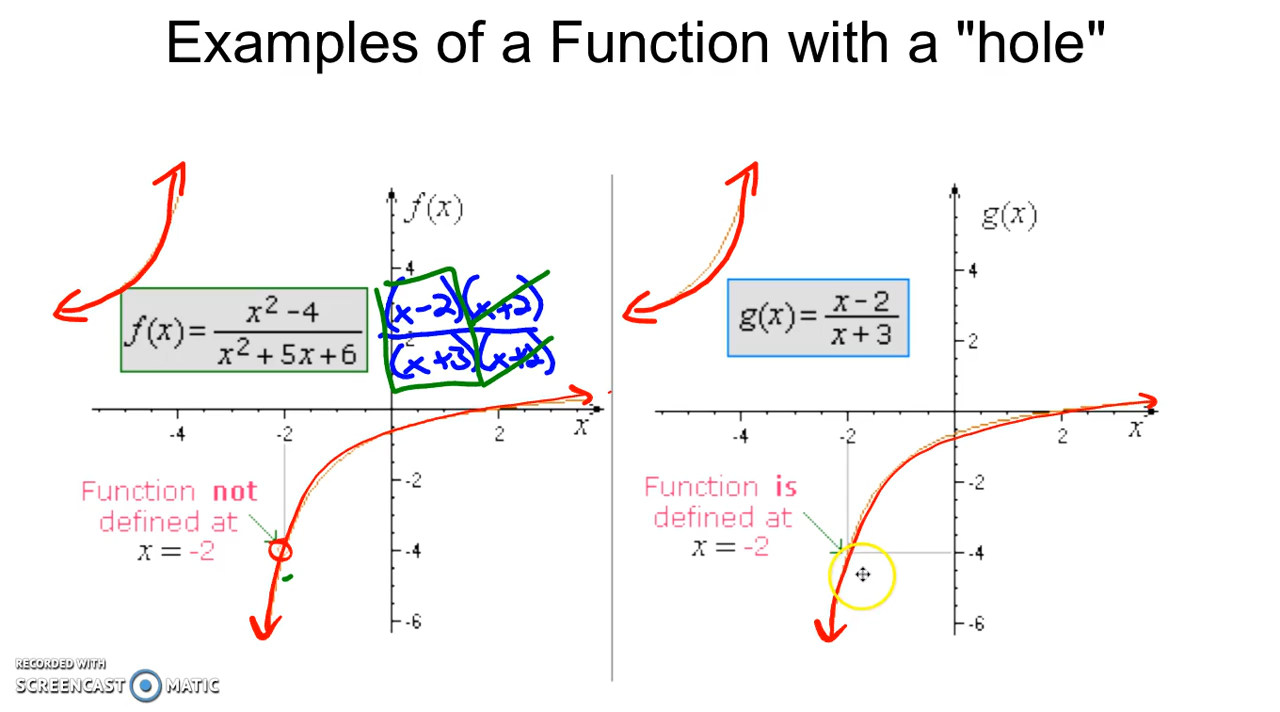 Examples of a Function with a "hole"
f(x)
4
2
f(x) = x² - 4 / x² + 5x + 6
(x-2)(x+2)
(x+3)(x+2)
-4
-2
2
x
-2
-4
-6
Function not
defined at
x = -2
g(x)
4
2
g(x) = x - 2 / x + 3
-4
-2
2
x
-2
-4
-6
Function is
defined at
x = -2
RECORDED WITH
SCREENCAST MATIC